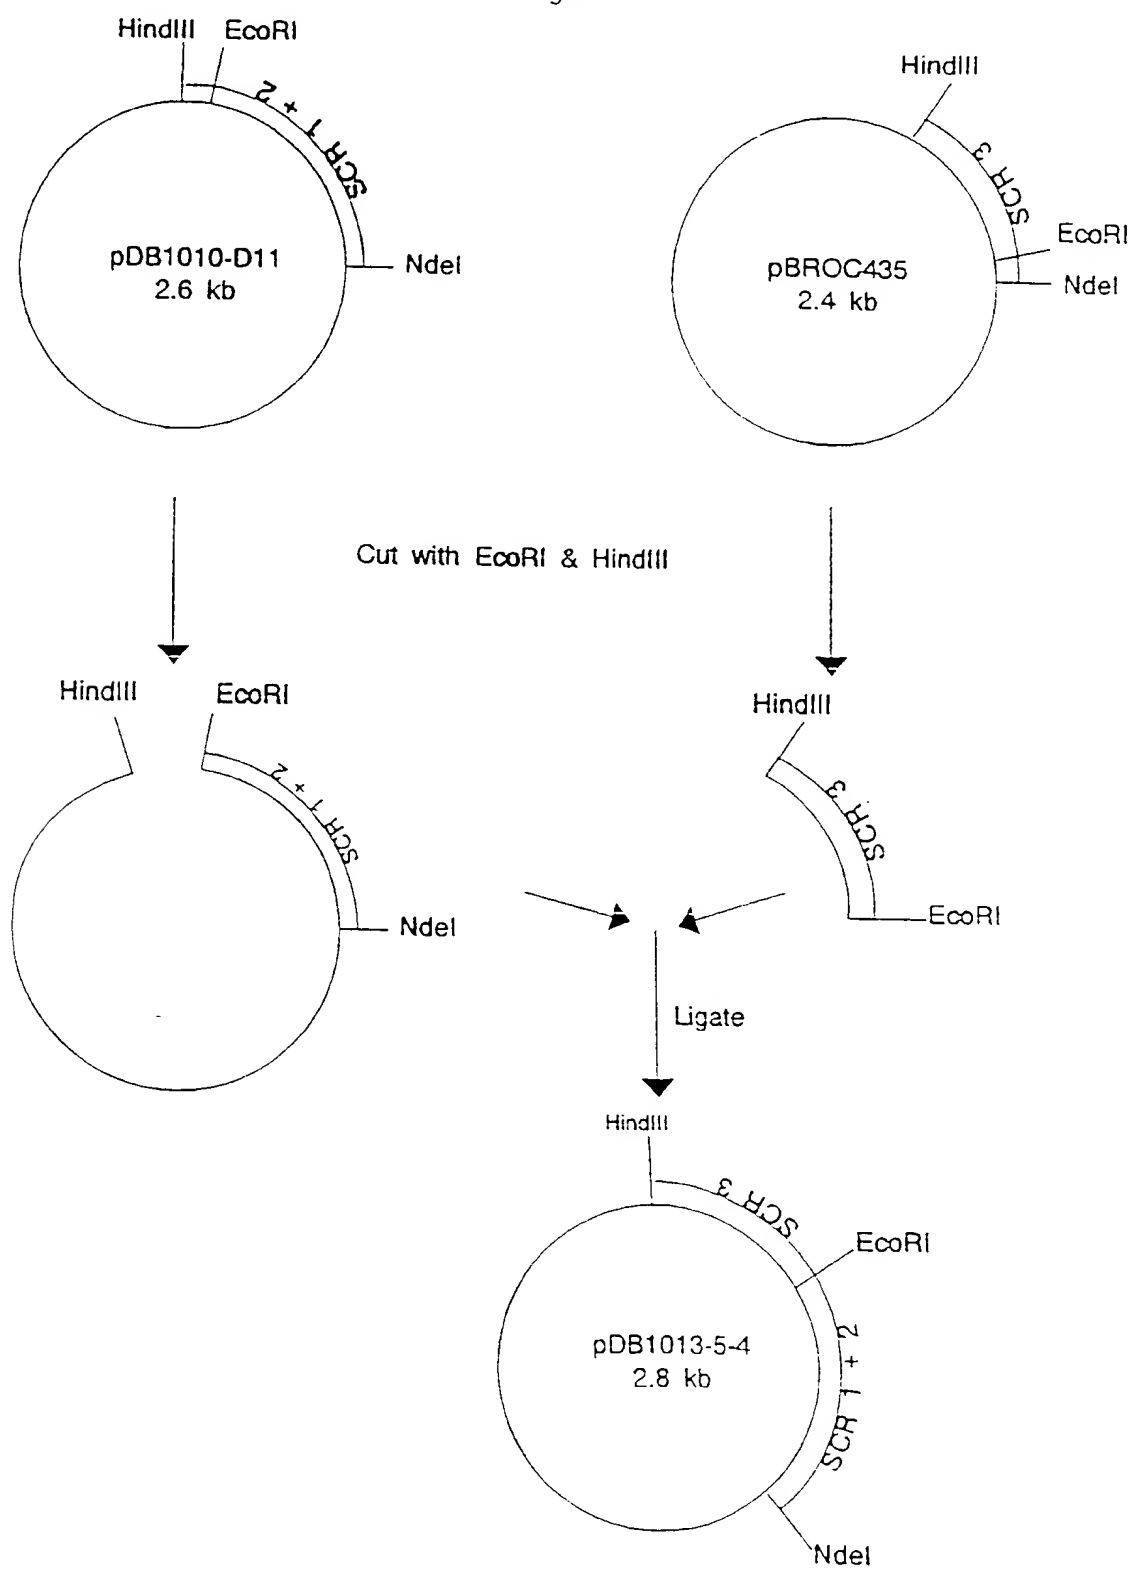 HindIII EcoRI
SCR 1 + 2
pDB1010-D11
2.6 kb
NdeI
HindIII
SCR 3
EcoRI
pBROC435
2.4 kb
NdeI
Cut with EcoRI & HindIII
HindIII EcoRI
SCR 1 + 2
NdeI
HindIII
SCR 3
EcoRI
Ligate
HindIII
SCR 3
EcoRI
pDB1013-5-4
2.8 kb
SCR 1 + 2
NdeI